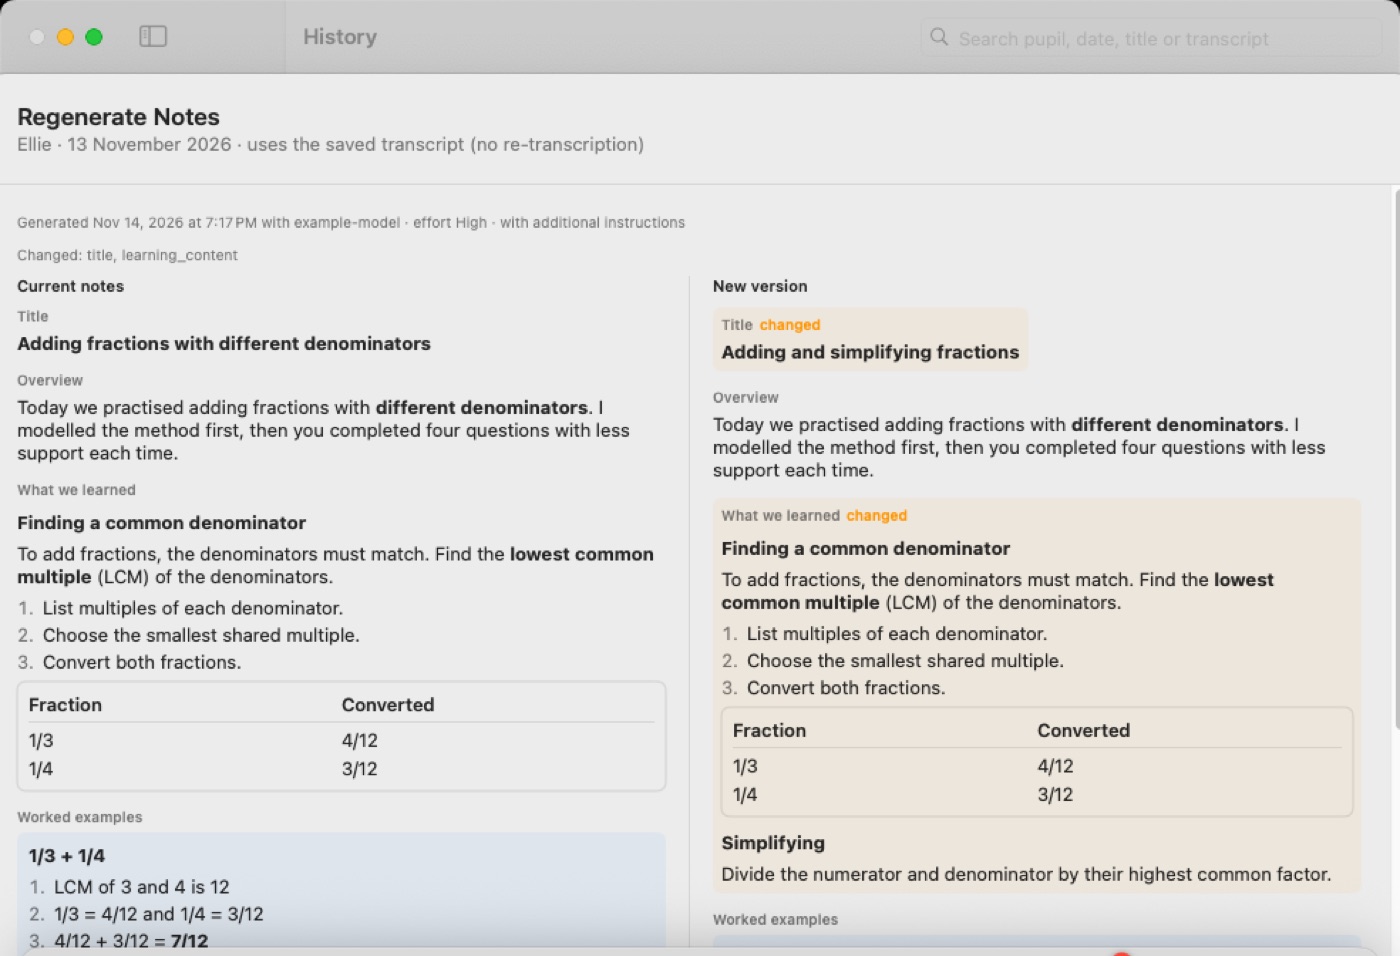 History
Search pupil, date, title or transcript
Regenerate Notes
Ellie · 13 November 2026 · uses the saved transcript (no re-transcription)
Generated Nov 14, 2026 at 7:17 PM with example-model · effort High · with additional instructions
Changed: title, learning_content
Current notes
Title
Adding fractions with different denominators
Overview
Today we practised adding fractions with different denominators. I
modelled the method first, then you completed four questions with less
support each time.
What we learned
Finding a common denominator
To add fractions, the denominators must match. Find the lowest common
multiple (LCM) of the denominators.
1. List multiples of each denominator.
2. Choose the smallest shared multiple.
3. Convert both fractions.
Fraction Converted
1/3 4/12
1/4 3/12
Worked examples
1/3 + 1/4
1. LCM of 3 and 4 is 12
2. 1/3 = 4/12 and 1/4 = 3/12
3. 4/12 + 3/12 = 7/12
New version
Title changed
Adding and simplifying fractions
Overview
Today we practised adding fractions with different denominators. I
modelled the method first, then you completed four questions with less
support each time.
What we learned changed
Finding a common denominator
To add fractions, the denominators must match. Find the lowest
common multiple (LCM) of the denominators.
1. List multiples of each denominator.
2. Choose the smallest shared multiple.
3. Convert both fractions.
Fraction Converted
1/3 4/12
1/4 3/12
Simplifying
Divide the numerator and denominator by their highest common factor.
Worked examples